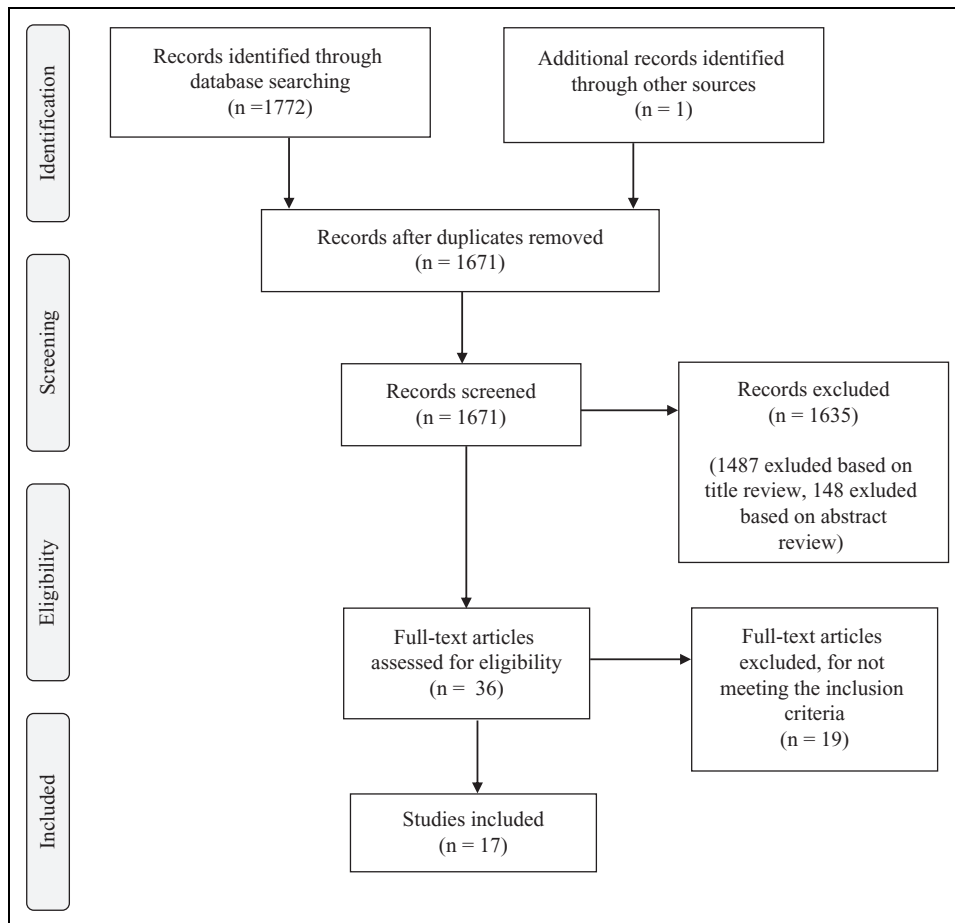 Identification
Records identified through
database searching
(n =1772)
Additional records identified
through other sources
(n = 1)
Records after duplicates removed
(n = 1671)
Screening
Records screened
(n = 1671)
Records excluded
(n = 1635)
(1487 exluded based on
title review, 148 exluded
based on abstract
review)
Eligibility
Full-text articles
assessed for eligibility
(n = 36)
Full-text articles
excluded, for not
meeting the inclusion
criteria
(n = 19)
Included
Studies included
(n = 17)